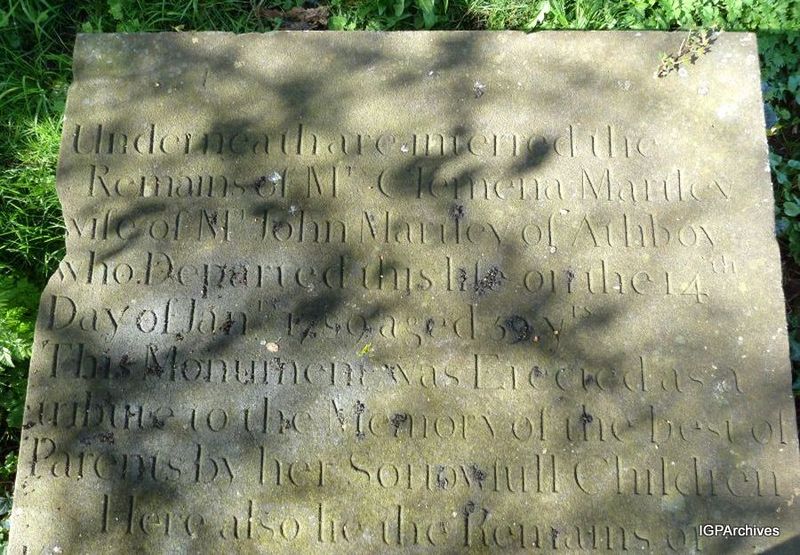 Underneath are interred the
Remains of Mrs Clemena Martley
wife of Mr John Martley of Athboy
who Departed this life on the 14th
Day of Jany 1789 aged 59 yrs
This Monument was Erected as a
tribute to the Memory of the best of
Parents by her Sorrowfull Children
Here also lie the Remains of
IGPArchives